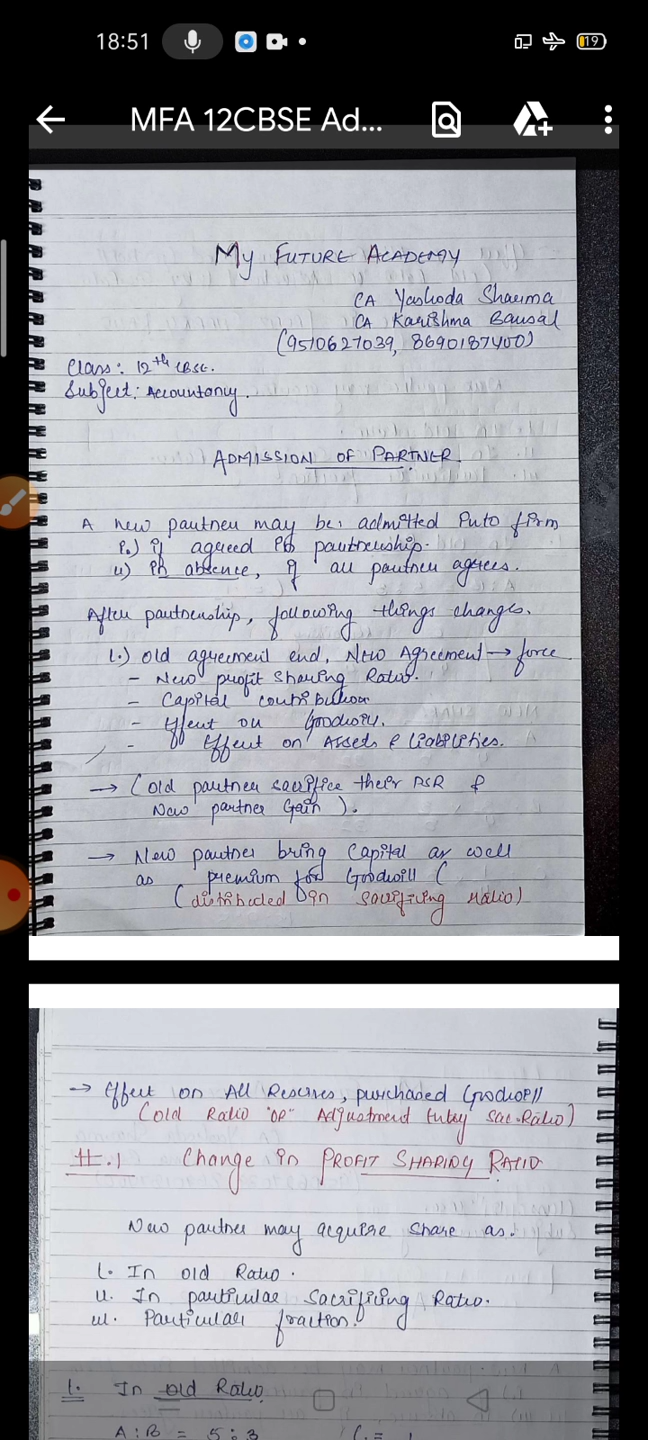 18:51
19
MFA 12CBSE Ad...
My FUTURE ACADEMY
CA Yashoda Sharma
CA Karishma Bansal
(9510627039, 8690187400)
Class: 12th CBSE.
Subject: Accountancy.
ADMISSION OF PARTNER.
A new partner may be admitted into firm
i.) if agreed in partnership.
ii) in absence, if all partner agrees.
After partnership, following things changes.
1.) Old agreement end, New Agreement → force
- New profit sharing Ratio.
- Capital contribution
- Effect on Goodwill.
- Effect on Assets & liabilities.
→ (Old partner sacrifice their PSR &
New partner Gain).
→ New partner bring Capital as well
as premium for Goodwill (
(distributed in sacrificing ratio)
→ Effect on All Reserves, purchased Goodwill
(Old Ratio "OR" Adjustment Entry Sac. Ratio)
#.1 Change in PROFIT SHARING RATIO
New partner may acquire share as.
i. In old Ratio.
ii. In particular Sacrificing Ratio.
iii. Particular fraction.
1. In old Ratio
A:B = 5:3 C = 1